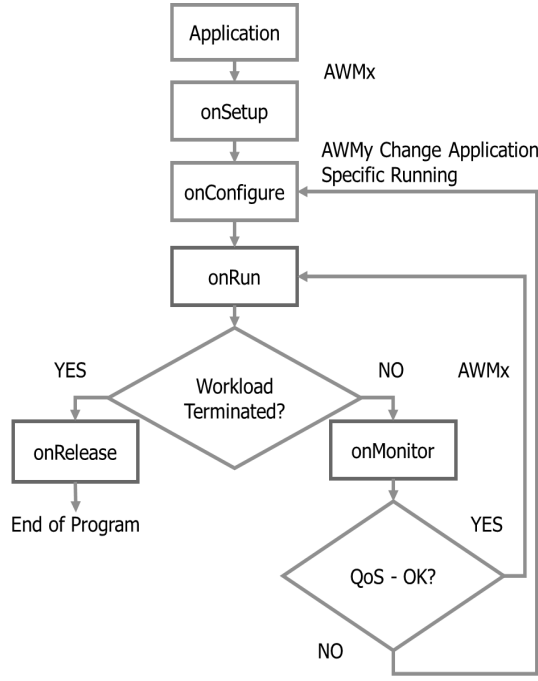 Application
AWMx
onSetup
AWMy Change Application
Specific Running
onConfigure
onRun
YES
NO
AWMx
Workload
Terminated?
onRelease
onMonitor
End of Program
YES
QoS - OK?
NO